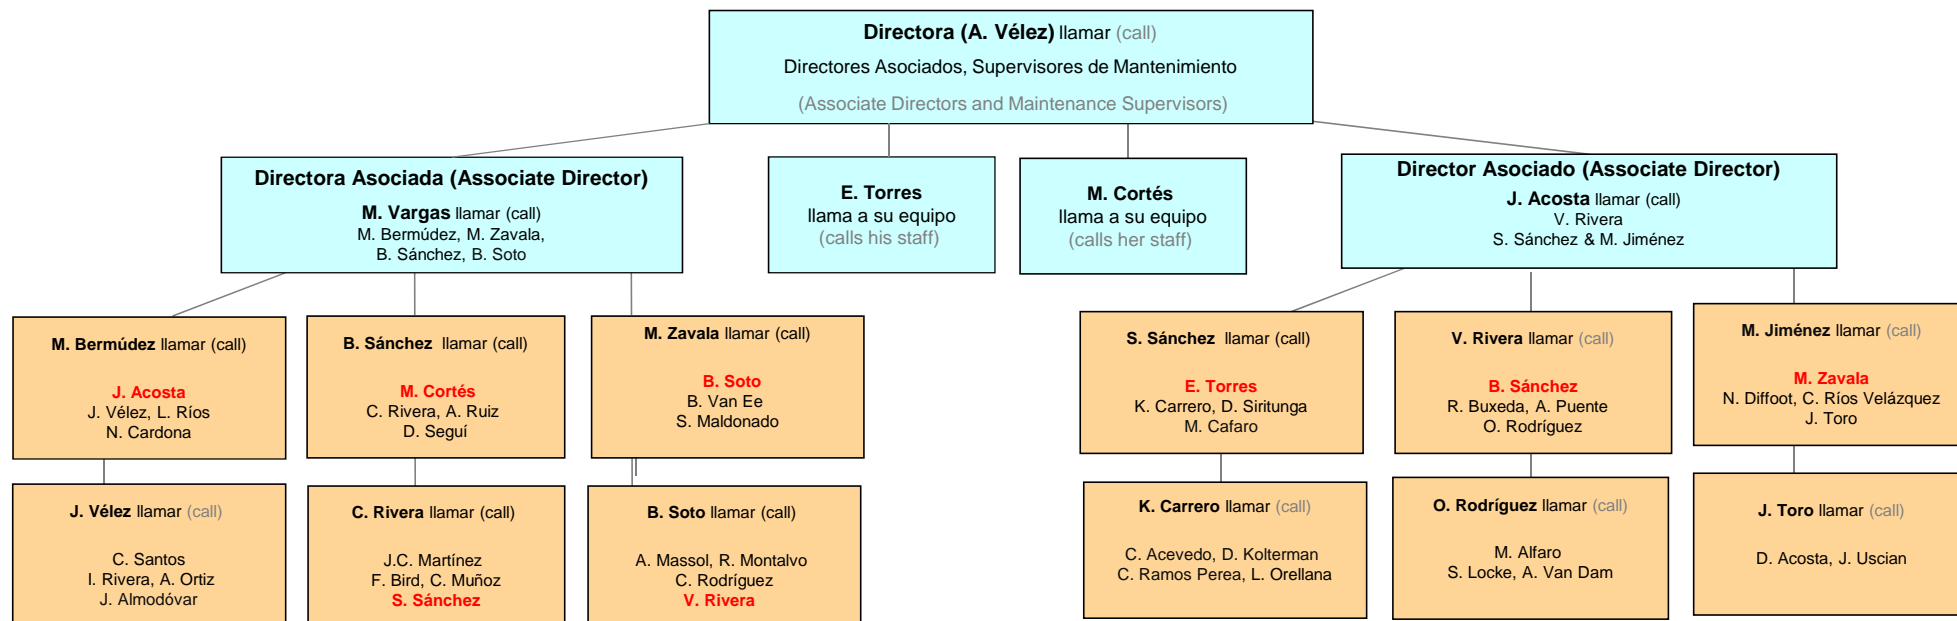 Directora (A. Vélez) llamar (call)
Directores Asociados, Supervisores de Mantenimiento
(Associate Directors and Maintenance Supervisors)
Directora Asociada (Associate Director)
M. Vargas llamar (call)
M. Bermúdez, M. Zavala,
B. Sánchez, B. Soto
E. Torres
llama a su equipo
(calls his staff)
M. Cortés
llama a su equipo
(calls her staff)
Director Asociado (Associate Director)
J. Acosta llamar (call)
V. Rivera
S. Sánchez & M. Jiménez
M. Bermúdez llamar (call)
J. Acosta
J. Vélez, L. Ríos
N. Cardona
B. Sánchez llamar (call)
M. Cortés
C. Rivera, A. Ruiz
D. Seguí
M. Zavala llamar (call)
B. Soto
B. Van Ee
S. Maldonado
S. Sánchez llamar (call)
E. Torres
K. Carrero, D. Siritunga
M. Cafaro
V. Rivera llamar (call)
B. Sánchez
R. Buxeda, A. Puente
O. Rodríguez
M. Jiménez llamar (call)
M. Zavala
N. Diffoot, C. Ríos Velázquez
J. Toro
J. Vélez llamar (call)
C. Santos
I. Rivera, A. Ortiz
J. Almodóvar
C. Rivera llamar (call)
J.C. Martínez
F. Bird, C. Muñoz
S. Sánchez
B. Soto llamar (call)
A. Massol, R. Montalvo
C. Rodríguez
V. Rivera
K. Carrero llamar (call)
C. Acevedo, D. Kolterman
C. Ramos Perea, L. Orellana
O. Rodríguez llamar (call)
M. Alfaro
S. Locke, A. Van Dam
J. Toro llamar (call)
D. Acosta, J. Uscian